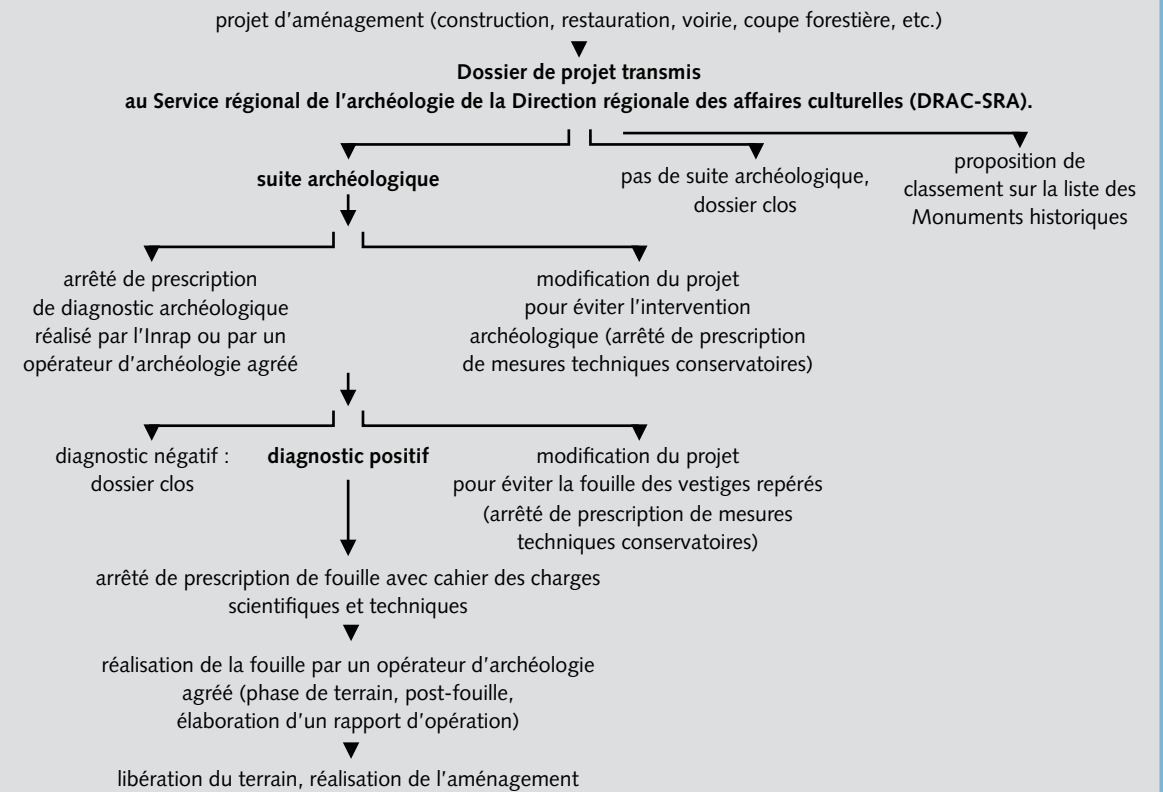 projet d'aménagement (construction, restauration, voirie, coupe forestière, etc.)
Dossier de projet transmis
au Service régional de l'archéologie de la Direction régionale des affaires culturelles (DRAC-SRA).
suite archéologique
pas de suite archéologique,
dossier clos
proposition de
classement sur la liste des
Monuments historiques
arrêté de prescription
de diagnostic archéologique
réalisé par l'Inrap ou par un
opérateur d'archéologie agréé
modification du projet
pour éviter l'intervention
archéologique (arrêté de prescription
de mesures techniques conservatoires)
diagnostic négatif :
dossier clos
diagnostic positif
modification du projet
pour éviter la fouille des vestiges repérés
(arrêté de prescription de mesures
techniques conservatoires)
arrêté de prescription de fouille avec cahier des charges
scientifiques et techniques
réalisation de la fouille par un opérateur d'archéologie
agréé (phase de terrain, post-fouille,
élaboration d'un rapport d'opération)
libération du terrain, réalisation de l'aménagement